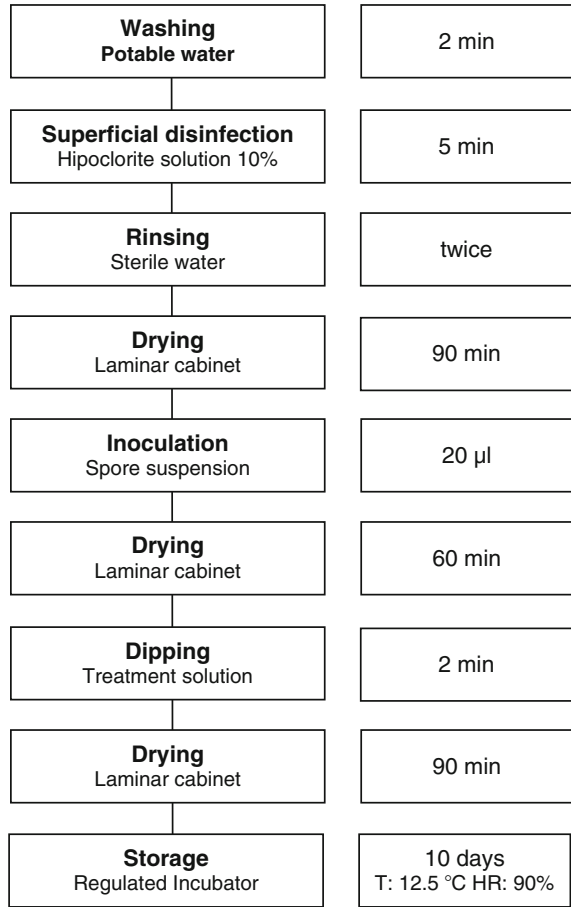 Washing
Potable water
2 min
Superficial disinfection
Hipoclorite solution 10%
5 min
Rinsing
Sterile water
twice
Drying
Laminar cabinet
90 min
Inoculation
Spore suspension
20 µl
Drying
Laminar cabinet
60 min
Dipping
Treatment solution
2 min
Drying
Laminar cabinet
90 min
Storage
Regulated Incubator
10 days
T: 12.5 °C HR: 90%